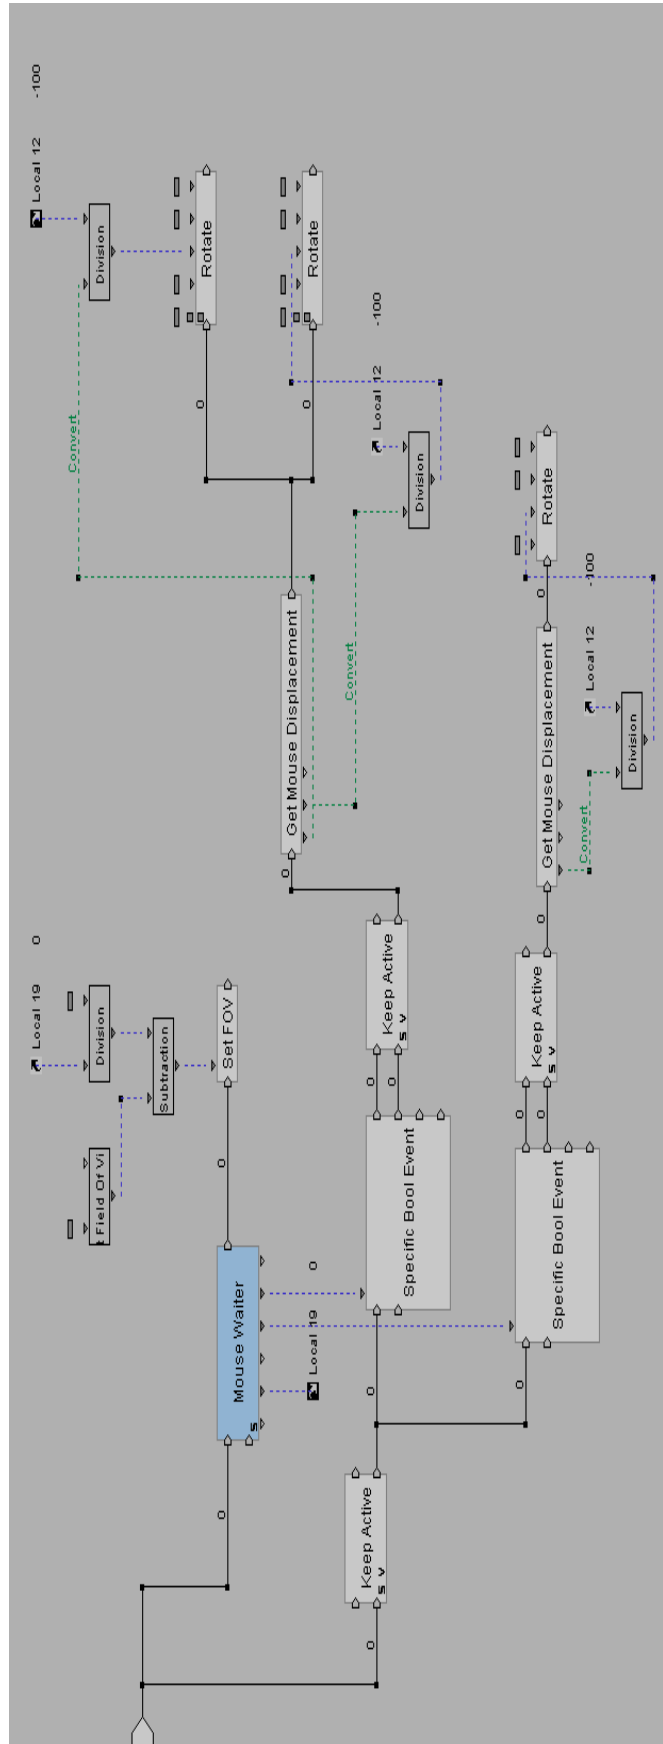 Local 19 0
Local 12 -100
Convert
t Field Of Vi
Division
Division
Subtraction
0
Rotate
0
Mouse Waiter
s
0
Set FOV
0
Get Mouse Displacement
0
Rotate
Local 19 0
Convert
0
Keep Active
s v
0
Specific Bool Event
0
0
Keep Active
s v
Local 12 -100
Division
0
Specific Bool Event
0
0
Keep Active
s v
0
Get Mouse Displacement
0
Rotate
Convert
Local 12 -100
Division